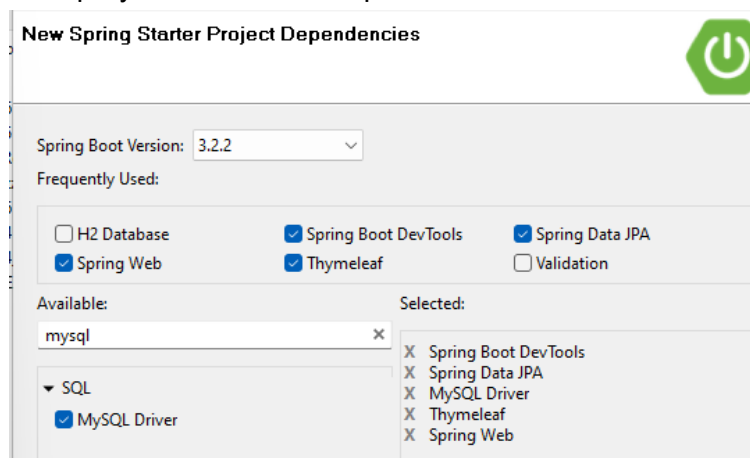 New Spring Starter Project Dependencies
Spring Boot Version: 3.2.2
Frequently Used:
H2 Database Spring Boot DevTools Spring Data JPA
Spring Web Thymeleaf Validation
Available:
mysql
SQL
MySQL Driver
Selected:
X Spring Boot DevTools
X Spring Data JPA
X MySQL Driver
X Thymeleaf
X Spring Web